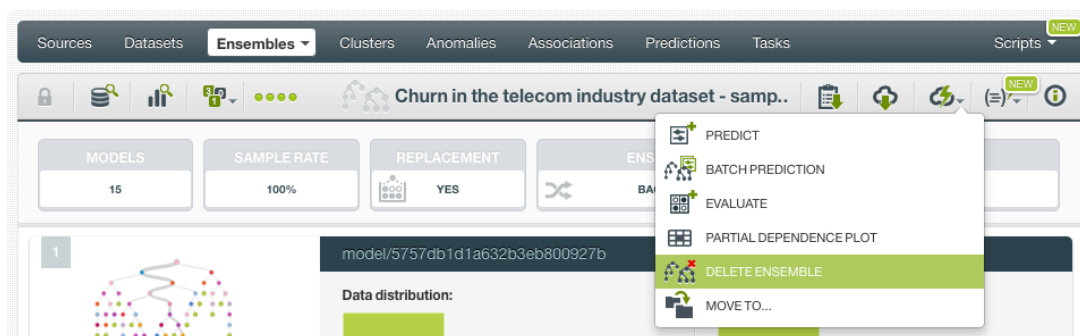 Sources Datasets Ensembles Clusters Anomalies Associations Predictions Tasks Scripts NEW
Churn in the telecom industry dataset - samp.. (=) NEW
MODELS SAMPLE RATE REPLACEMENT
15 100% YES
PREDICT
BATCH PREDICTION
EVALUATE
PARTIAL DEPENDENCE PLOT
DELETE ENSEMBLE
MOVE TO...
1 model/5757db1d1a632b3eb800927b
Data distribution: